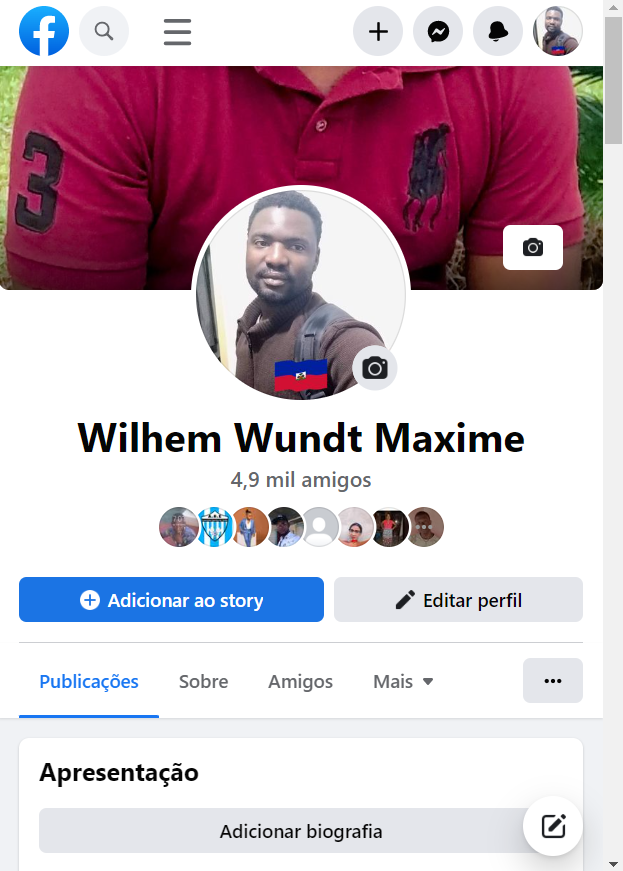 3
Wilhem Wundt Maxime
4,9 mil amigos
Adicionar ao story
Editar perfil
Publicações
Sobre
Amigos
Mais
Apresentação
Adicionar biografia